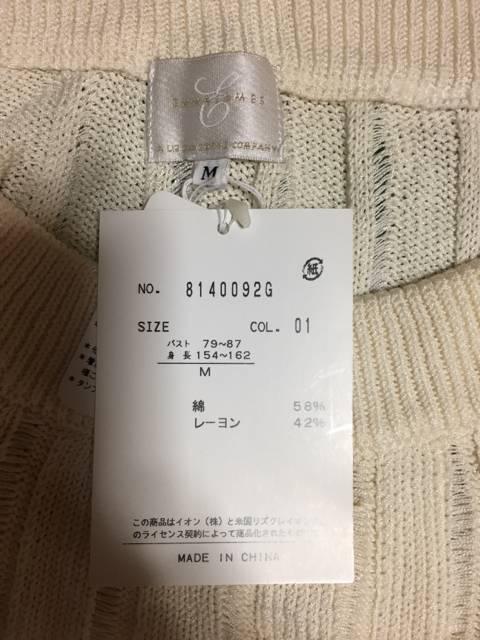 M
紙
NO. 8140092G
SIZE COL. 01
バスト 79~87
身長 154~162
M
綿 58%
レーヨン 42%
この商品はイオン(株)と米国リズクレイボーン
のライセンス契約によって商品化された
MADE IN CHINA